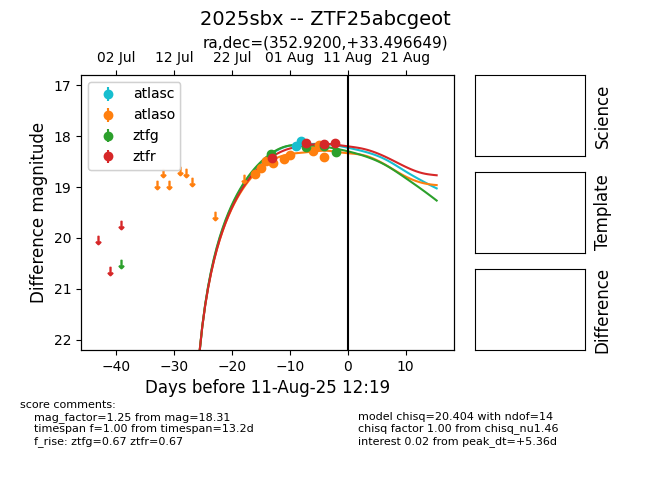 2025sbx -- ZTF25abcgeot
ra,dec=(352.9200,+33.496649)
02 Jul 12 Jul 22 Jul 01 Aug 11 Aug 21 Aug
17
18
19
20
21
22
Difference magnitude
atlasc
atlaso
ztfg
ztfr
−40 −30 −20 −10 0 10
Days before 11-Aug-25 12:19
Science
Template
Difference
score comments:
mag_factor=1.25 from mag=18.31
timespan f=1.00 from timespan=13.2d
f_rise: ztfg=0.67 ztfr=0.67
model chisq=20.404 with ndof=14
chisq factor 1.00 from chisq_nu1.46
interest 0.02 from peak_dt=+5.36d